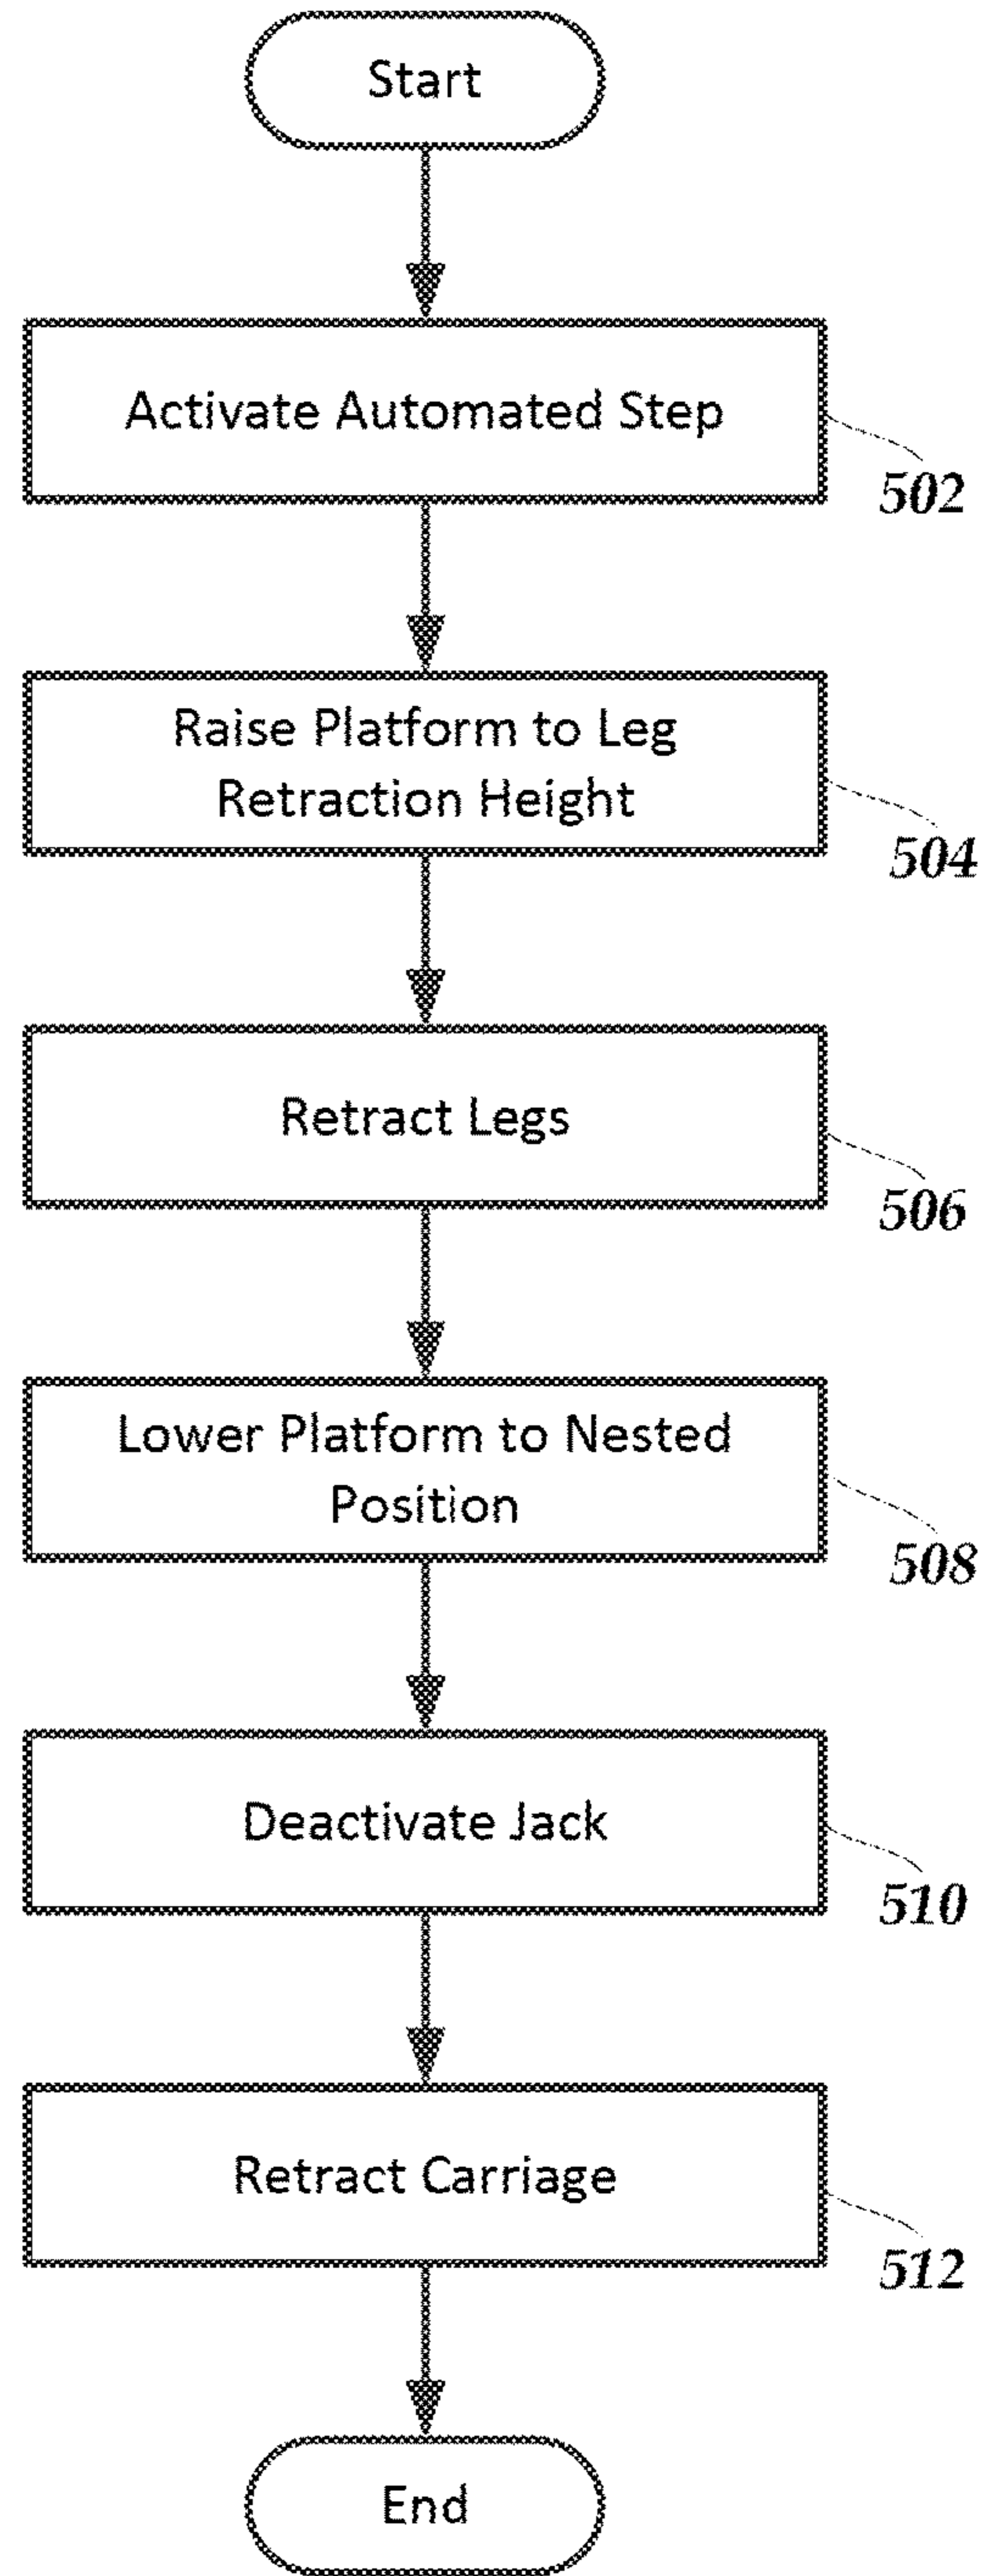 Start
Activate Automated Step
502
Raise Platform to Leg
Retraction Height
504
Retract Legs
506
Lower Platform to Nested
Position
508
Deactivate Jack
510
Retract Carriage
512
End